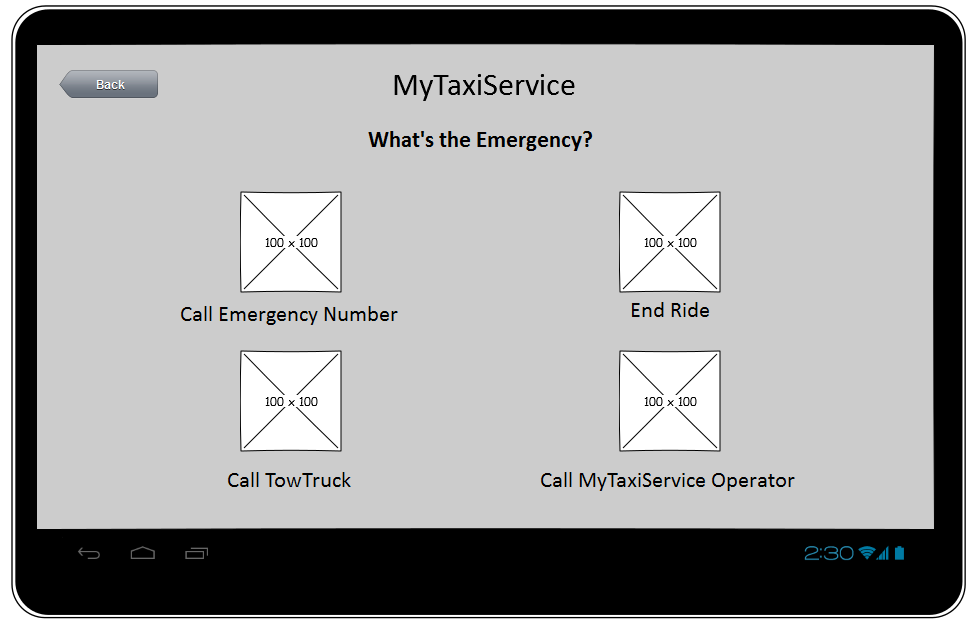 Back
MyTaxiService
What's the Emergency?
100 x 100
100 x 100
Call Emergency Number
End Ride
100 x 100
100 x 100
Call TowTruck
Call MyTaxiService Operator
2:30